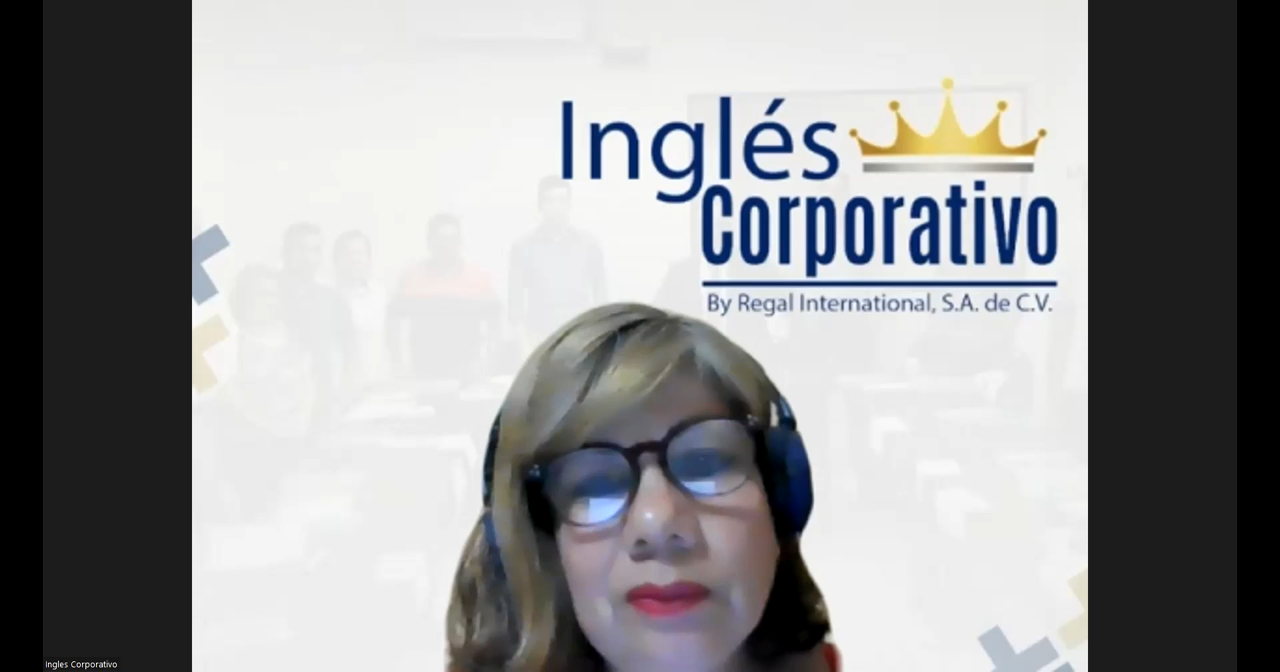 Inglés
Corporativo
By Regal International, S.A. de C.V.
Ingles Corporativo